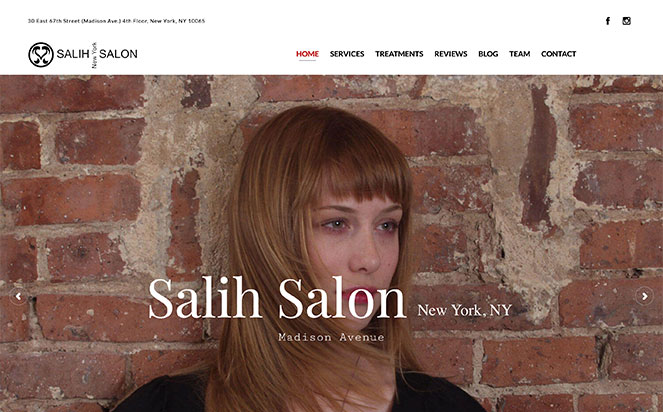 30 East 67th Street (Madison Ave.) 4th Floor, New York, NY 10065
SALIH New York SALON
HOME SERVICES TREATMENTS REVIEWS BLOG TEAM CONTACT
Salih Salon New York, NY
Madison Avenue